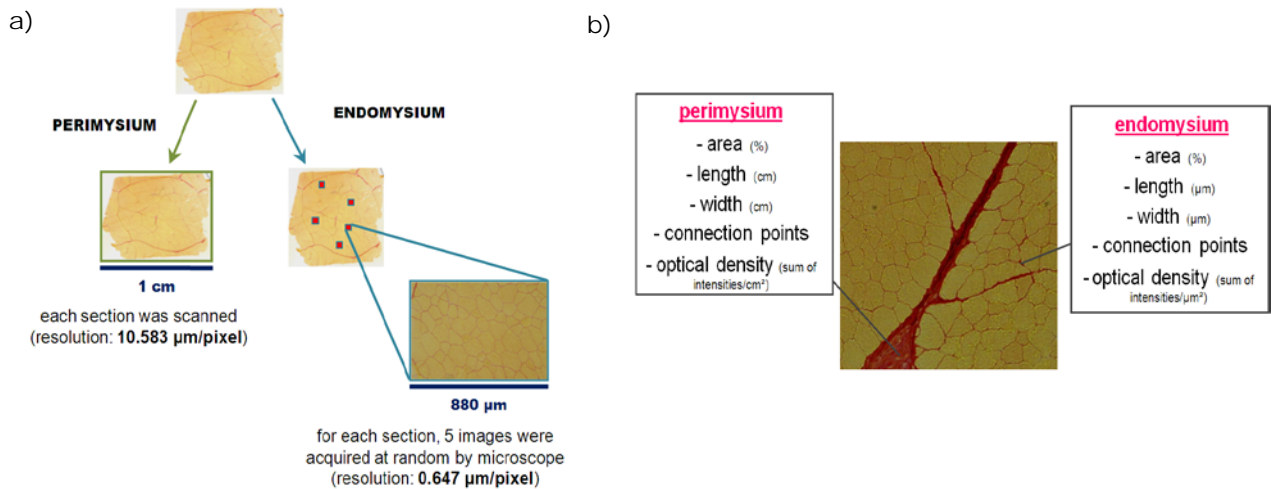 a)
PERIMYSIUM
ENDOMYSIUM
1 cm
each section was scanned
(resolution: 10.583 µm/pixel)
880 µm
for each section, 5 images were
acquired at random by microscope
(resolution: 0.647 µm/pixel)
b)
perimysium
- area (%)
- length (cm)
- width (cm)
- connection points
- optical density (sum of
intensities/cm²)
endomysium
- area (%)
- length (µm)
- width (µm)
- connection points
- optical density (sum of
intensities/µm²)